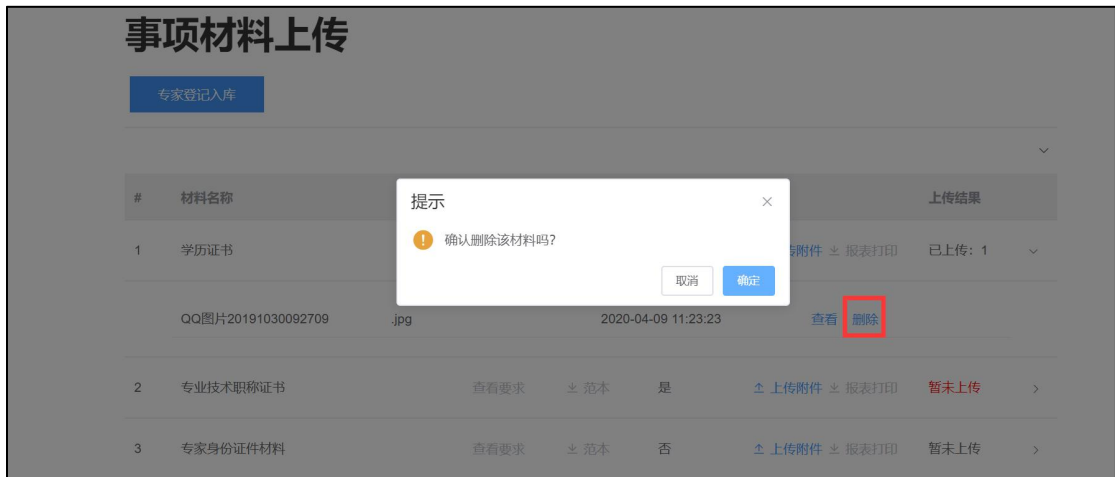 事项材料上传
专家登记入库
# 材料名称 上传结果
提示
确认删除该材料吗?
取消 确定
1 学历证书 传附件 报表打印 已上传: 1
QQ图片20191030092709 .jpg 2020-04-09 11:23:23 查看 删除
2 专业技术职称证书 查看要求 范本 是 上传附件 报表打印 暂未上传
3 专家身份证件材料 查看要求 范本 否 上传附件 报表打印 暂未上传